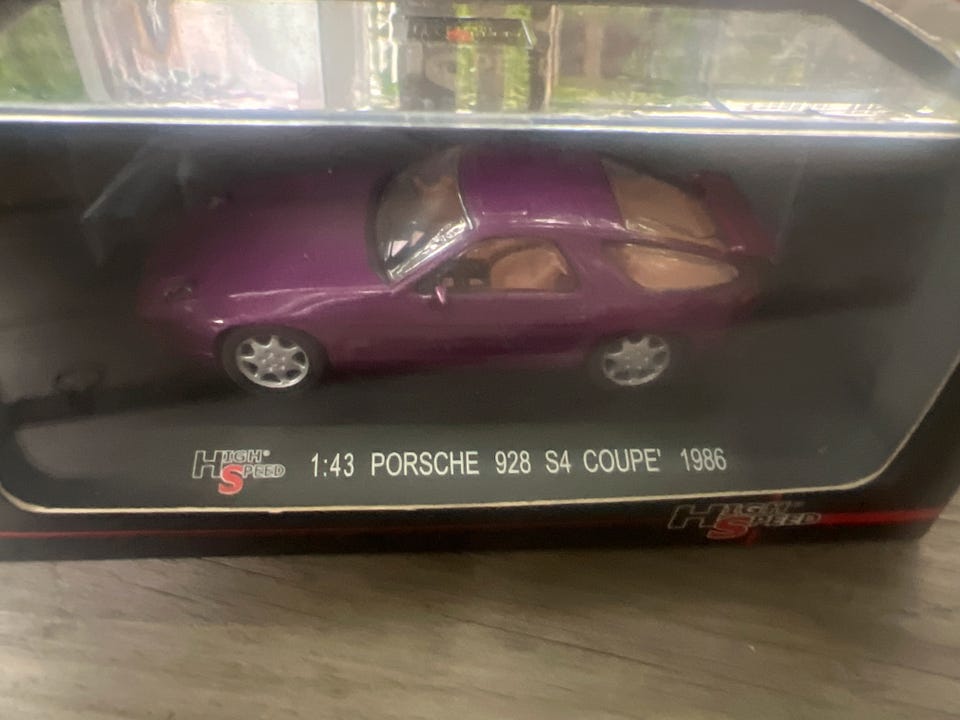 HIGH® SPEED 1:43 PORSCHE 928 S4 COUPE' 1986
HIGH SPEED